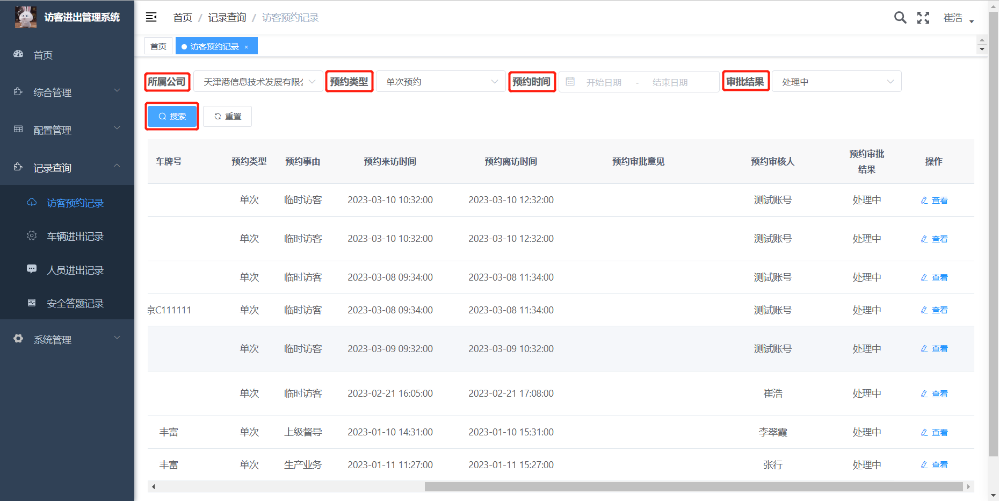 访客进出管理系统
首页
综合管理
配置管理
记录查询
访客预约记录
车辆进出记录
人员进出记录
安全答题记录
系统管理
首页 / 记录查询 / 访客预约记录
崔浩
首页
访客预约记录 ×
所属公司 天津港信息技术发展有限 预约类型 单次预约 预约时间 开始日期 - 结束日期 审批结果 处理中
搜索 重置
车牌号 预约类型 预约事由 预约来访时间 预约离访时间 预约审批意见 预约审核人 预约审批结果 操作
单次 临时访客 2023-03-10 10:32:00 2023-03-10 12:32:00 测试账号 处理中 查看
单次 临时访客 2023-03-10 10:32:00 2023-03-10 12:32:00 测试账号 处理中 查看
单次 临时访客 2023-03-08 09:34:00 2023-03-08 11:34:00 测试账号 处理中 查看
京C111111 单次 临时访客 2023-03-08 09:34:00 2023-03-08 11:34:00 测试账号 处理中 查看
单次 临时访客 2023-03-09 09:32:00 2023-03-09 10:32:00 测试账号 处理中 查看
单次 临时访客 2023-02-21 16:05:00 2023-02-21 17:08:00 崔浩 处理中 查看
丰富 单次 上级督导 2023-01-10 14:31:00 2023-01-10 15:31:00 李翠霞 处理中 查看
丰富 单次 生产业务 2023-01-11 11:27:00 2023-01-11 15:27:00 张行 处理中 查看